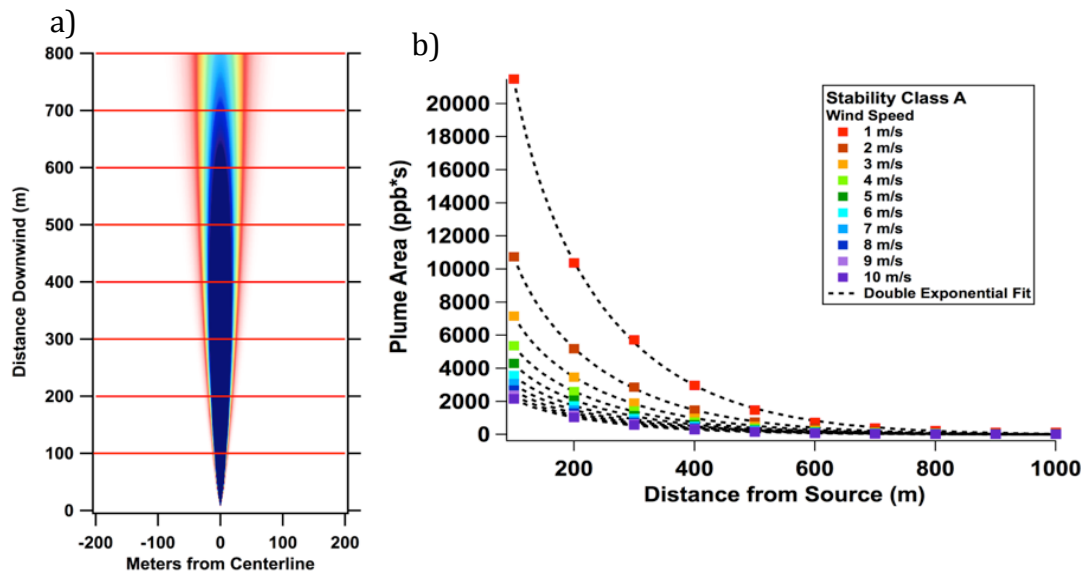 a)
800
700
600
500
400
300
200
100
0
Distance Downwind (m)
-200 -100 0 100 200
Meters from Centerline
b)
20000
18000
16000
14000
12000
10000
8000
6000
4000
2000
0
Plume Area (ppb*s)
200 400 600 800 1000
Distance from Source (m)
Stability Class A
Wind Speed
1 m/s
2 m/s
3 m/s
4 m/s
5 m/s
6 m/s
7 m/s
8 m/s
9 m/s
10 m/s
Double Exponential Fit